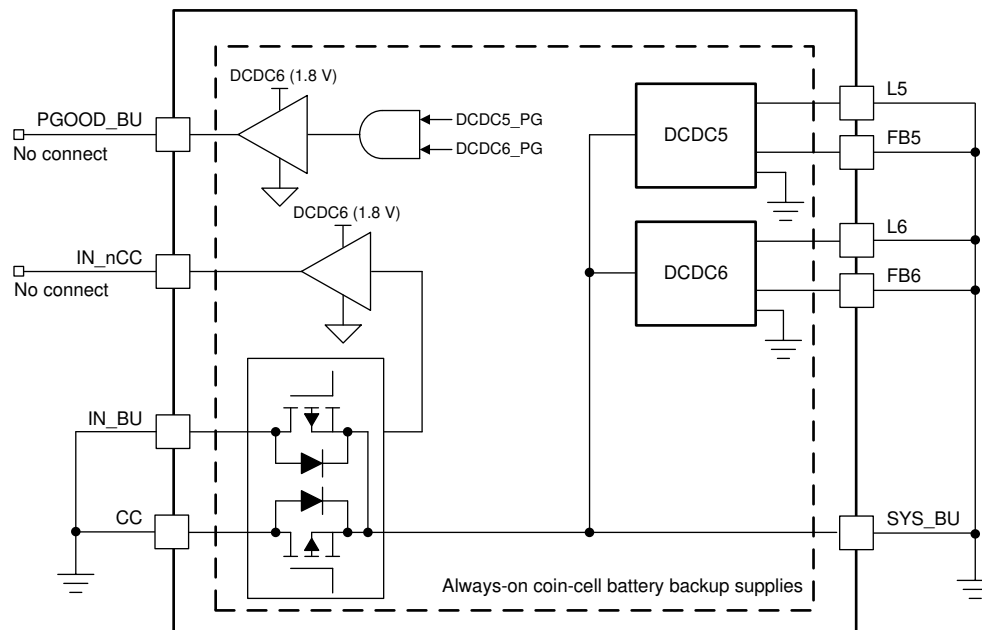 DCDC6 (1.8 V)
PGOOD_BU
No connect
DCDC5_PG
DCDC6_PG
DCDC5
L5
FB5
DCDC6 (1.8 V)
IN_nCC
No connect
DCDC6
L6
FB6
IN_BU
CC
SYS_BU
Always-on coin-cell battery backup supplies